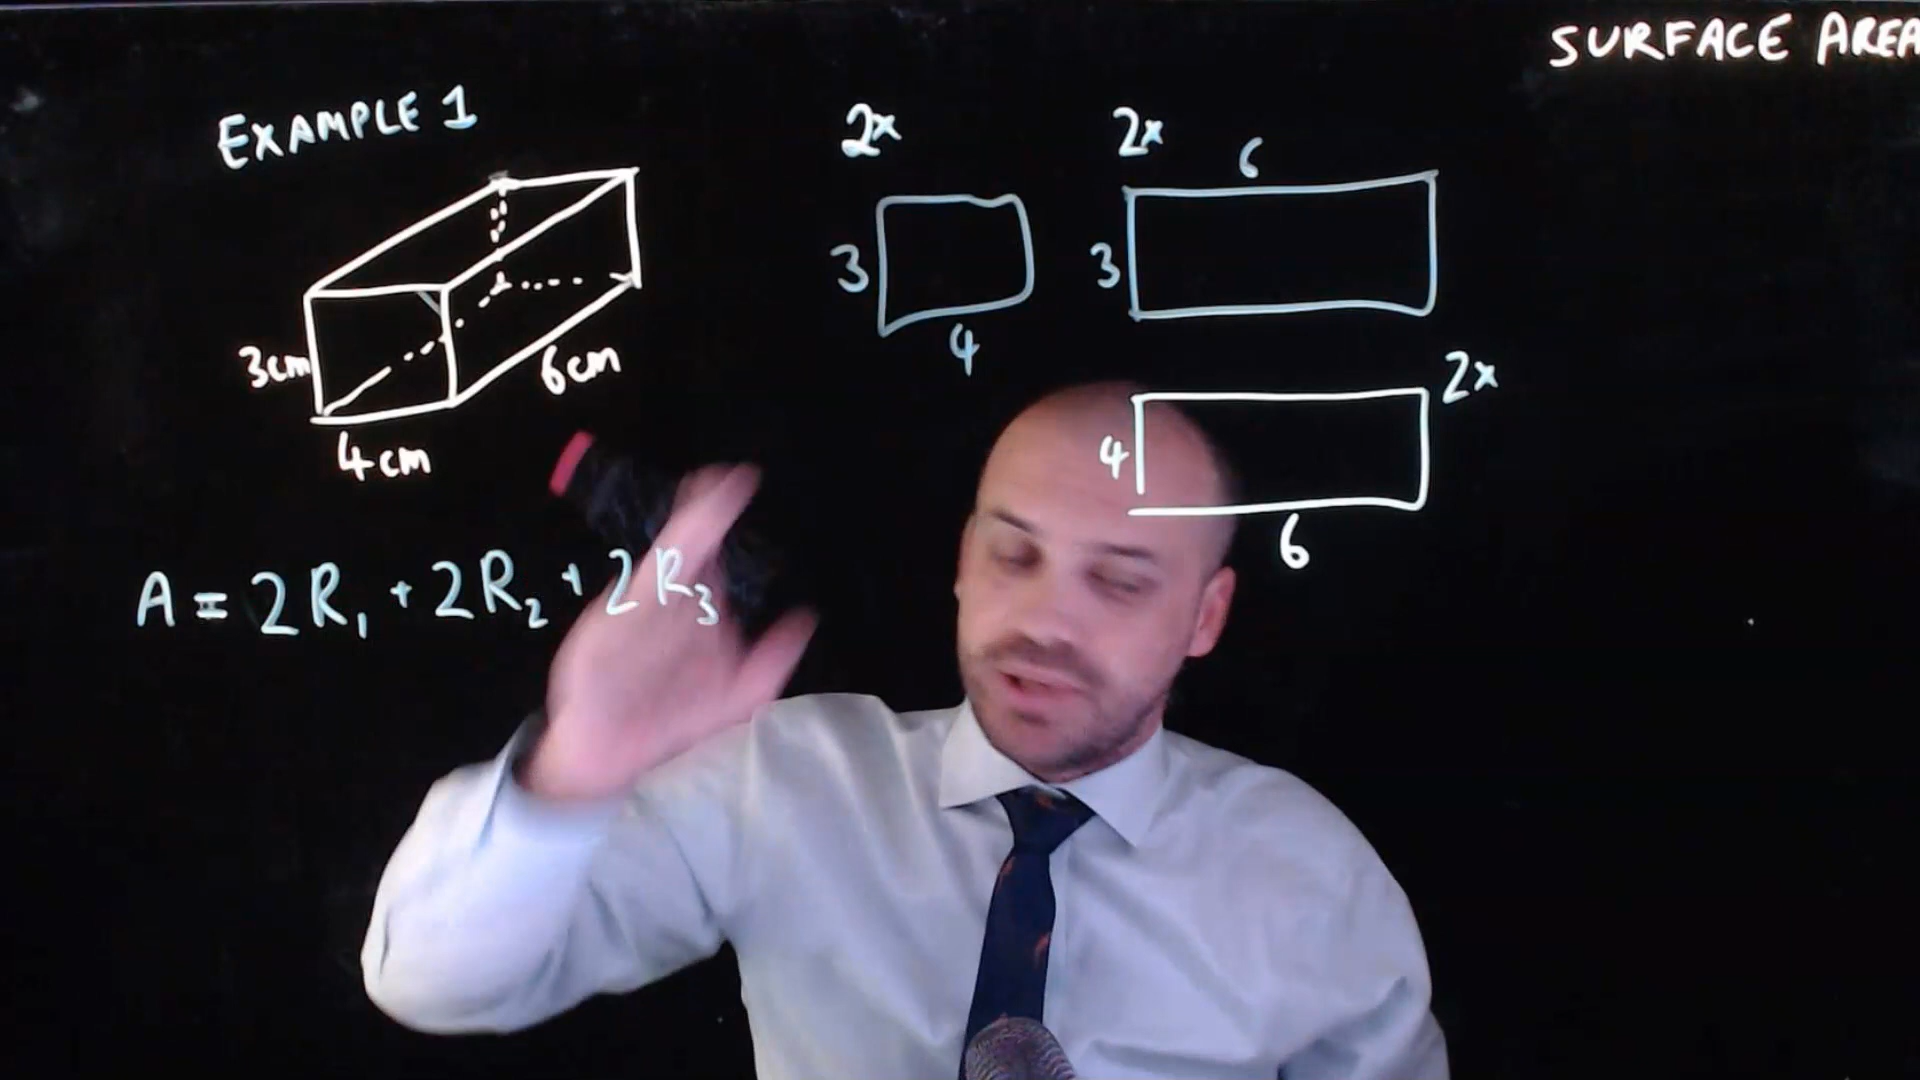 SURFACE AREA
EXAMPLE 1
3cm
4cm
6cm
2x
3
4
2x
6
3
2x
4
6
A = 2R₁ + 2R₂ + 2R₃